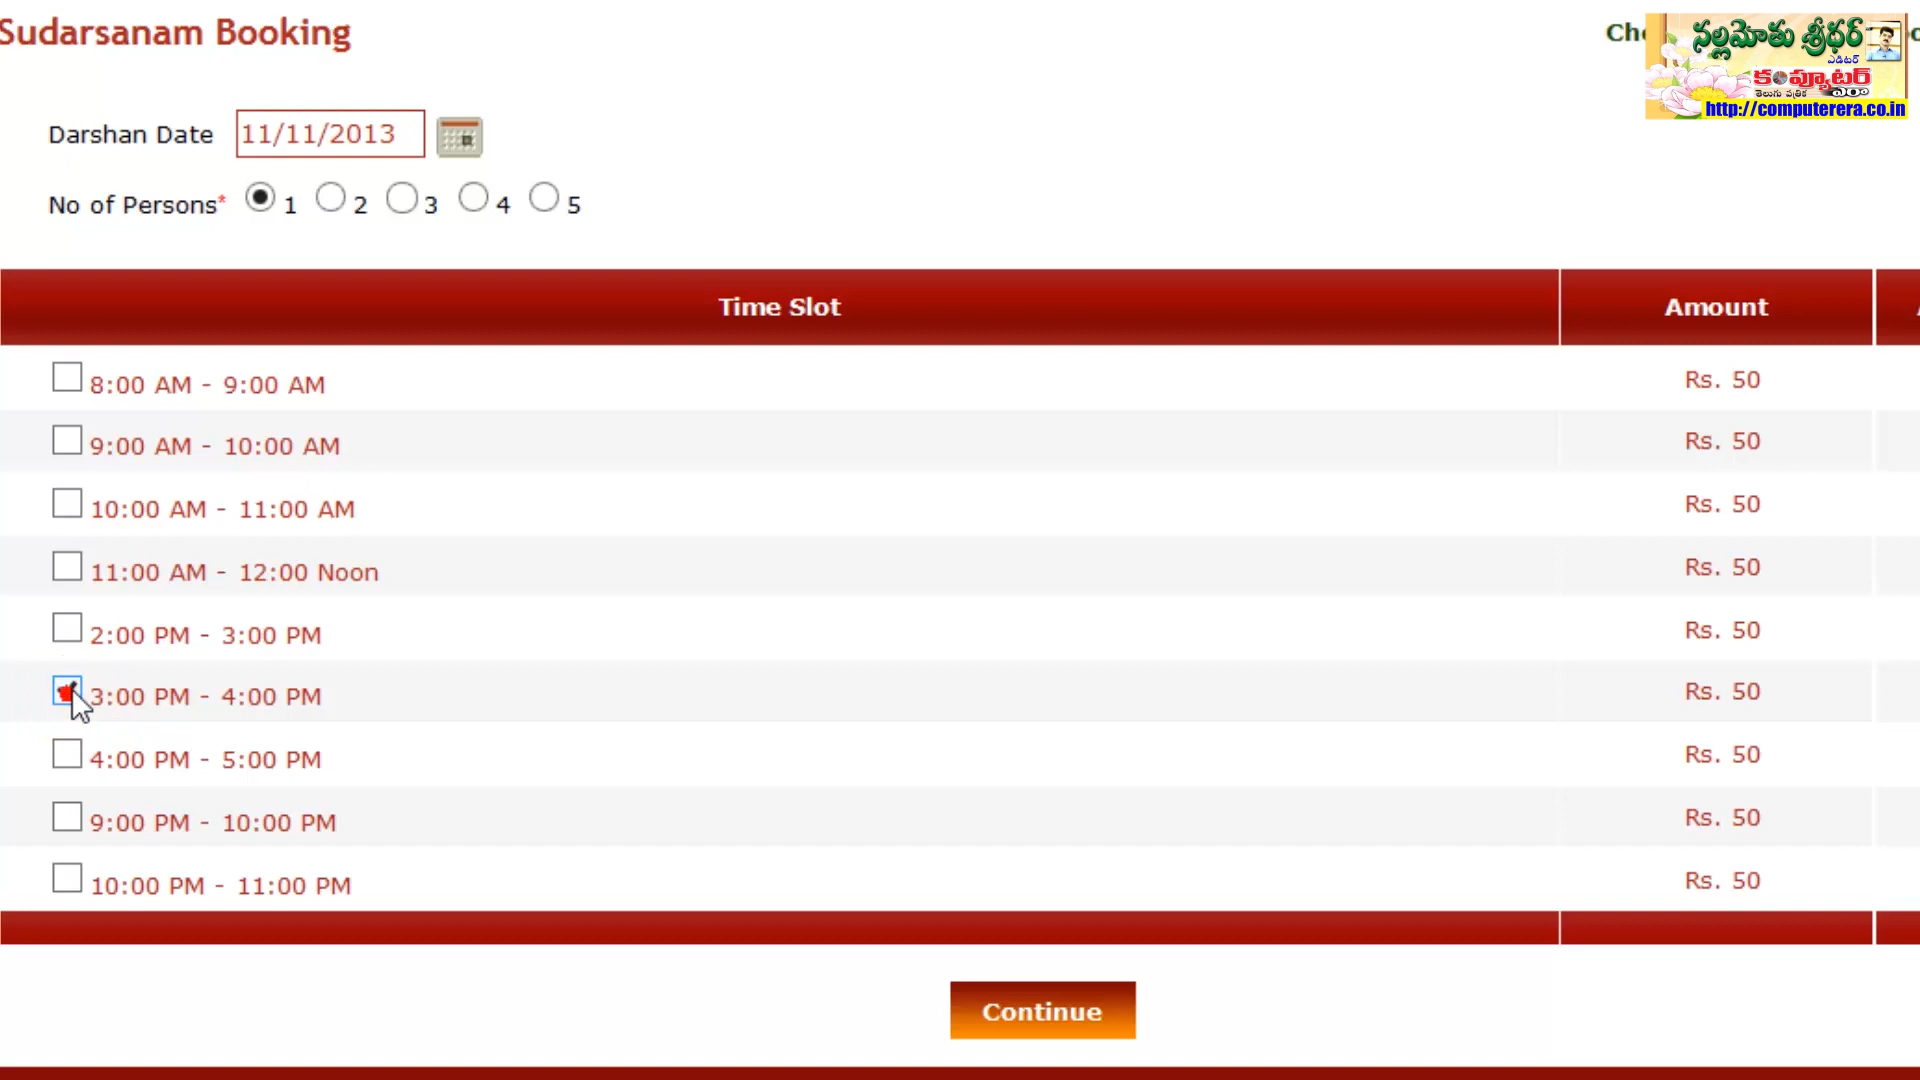 Sudarsanam Booking
నల్లమోతు శ్రీధర్
ఎడిటర్
కంప్యూటర్
తెలుగు పత్రిక ఎరా
http://computerera.co.in
Darshan Date 11/11/2013
No of Persons* 1 2 3 4 5
Time Slot Amount
8:00 AM - 9:00 AM Rs. 50
9:00 AM - 10:00 AM Rs. 50
10:00 AM - 11:00 AM Rs. 50
11:00 AM - 12:00 Noon Rs. 50
2:00 PM - 3:00 PM Rs. 50
3:00 PM - 4:00 PM Rs. 50
4:00 PM - 5:00 PM Rs. 50
9:00 PM - 10:00 PM Rs. 50
10:00 PM - 11:00 PM Rs. 50
Continue